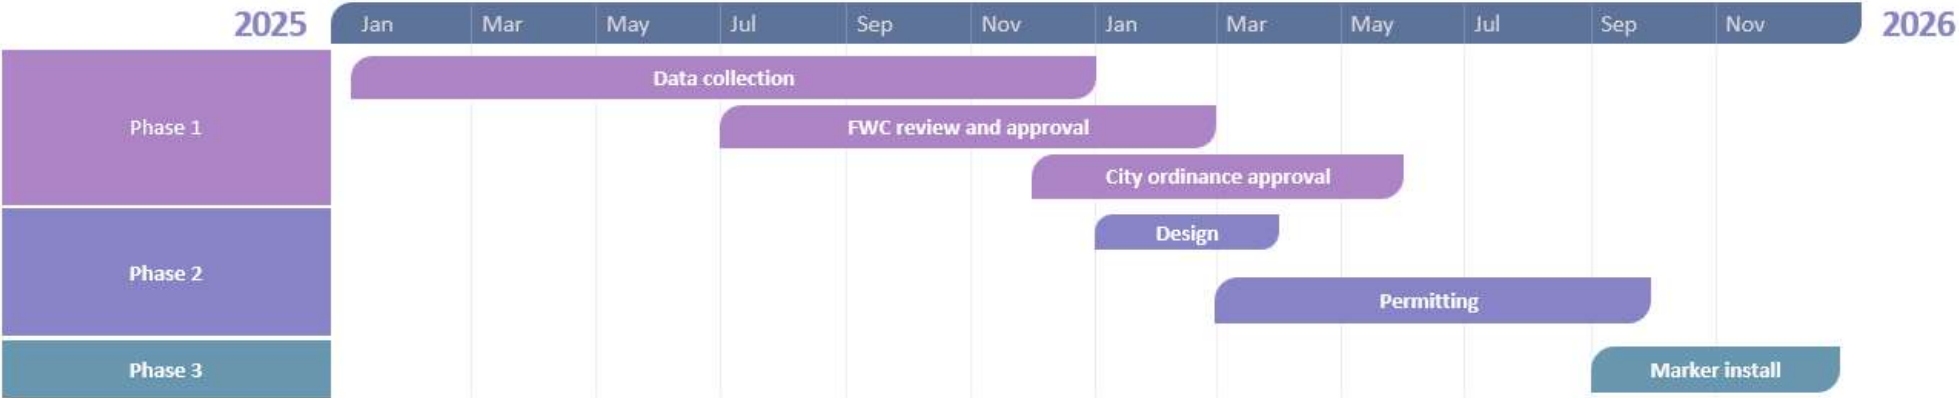 2025 Jan Mar May Jul Sep Nov Jan Mar May Jul Sep Nov 2026
Data collection
Phase 1
FWC review and approval
City ordinance approval
Design
Phase 2
Permitting
Phase 3
Marker install